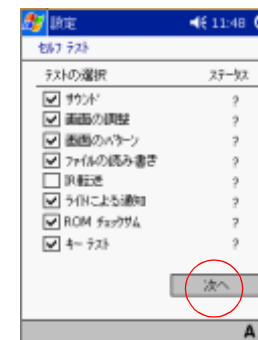 設定 11:48
セルフ テスト
テストの選択 ステータス
サウンド ?
画面の調整 ?
画面のパターン ?
ファイルの読み書き ?
IR転送
ライトによる通知 ?
ROM チェックサム ?
キー テスト ?
次へ
A